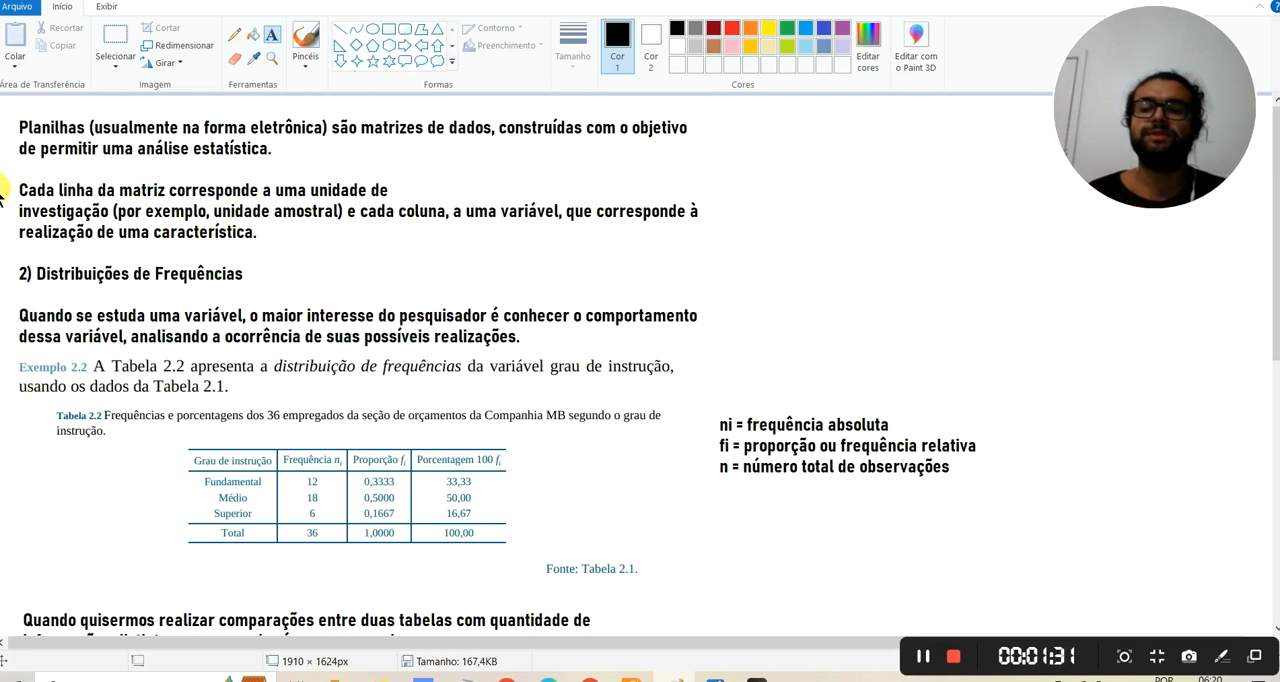 Arquivo Início Exibir
Colar
Recortar
Copiar
Área de Transferência
Selecionar
Cortar
Redimensionar
Girar
Imagem
Ferramentas
Pincéis
Contorno
Preenchimento
Formas
Tamanho
Cor 1
Cor 2
Cores
Editar cores
Editar com o Paint 3D
Planilhas (usualmente na forma eletrônica) são matrizes de dados, construídas com o objetivo
de permitir uma análise estatística.
Cada linha da matriz corresponde a uma unidade de
investigação (por exemplo, unidade amostral) e cada coluna, a uma variável, que corresponde à
realização de uma característica.
2) Distribuições de Frequências
Quando se estuda uma variável, o maior interesse do pesquisador é conhecer o comportamento
dessa variável, analisando a ocorrência de suas possíveis realizações.
Exemplo 2.2 A Tabela 2.2 apresenta a distribuição de frequências da variável grau de instrução,
usando os dados da Tabela 2.1.
Tabela 2.2 Frequências e porcentagens dos 36 empregados da seção de orçamentos da Companhia MB segundo o grau de
instrução.
Grau de instrução Frequência ni Proporção fi Porcentagem 100 fi
Fundamental 12 0,3333 33,33
Médio 18 0,5000 50,00
Superior 6 0,1667 16,67
Total 36 1,0000 100,00
Fonte: Tabela 2.1.
ni = frequência absoluta
fi = proporção ou frequência relativa
n = número total de observações
Quando quisermos realizar comparações entre duas tabelas com quantidade de
1910 × 1624px
Tamanho: 167,4KB
00:01:31
POR
06:20